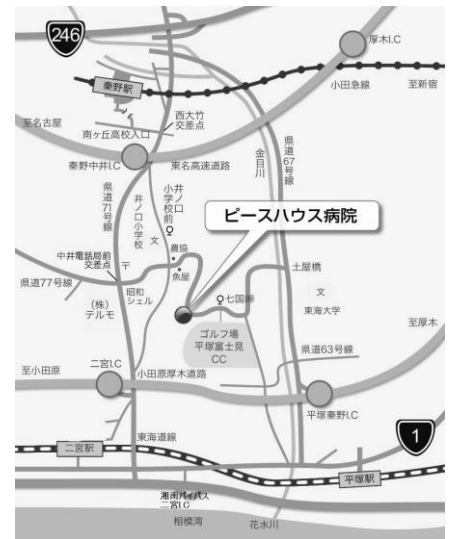 246
厚木I.C
秦野駅
小田急線
至新宿
西大竹
交差点
至名古屋
南ヶ丘高校入口
秦野中井I.C
東名高速道路
金目川
県道67号線
県道71号線
井ノ口小学校
井ノ口
小学校前
文
ピースハウス病院
農協
魚屋
中井電話局前
交差点
〒
県道77号線
昭和
シェル
(株)
テルモ
土屋橋
七国峠
文
東海大学
ゴルフ場
平塚富士見
CC
至厚木
県道63号線
二宮I.C
至小田原
小田原厚木道路
平塚秦野I.C
1
東海道線
二宮駅
平塚駅
湘南バイパス
二宮I.C
相模湾
花水川